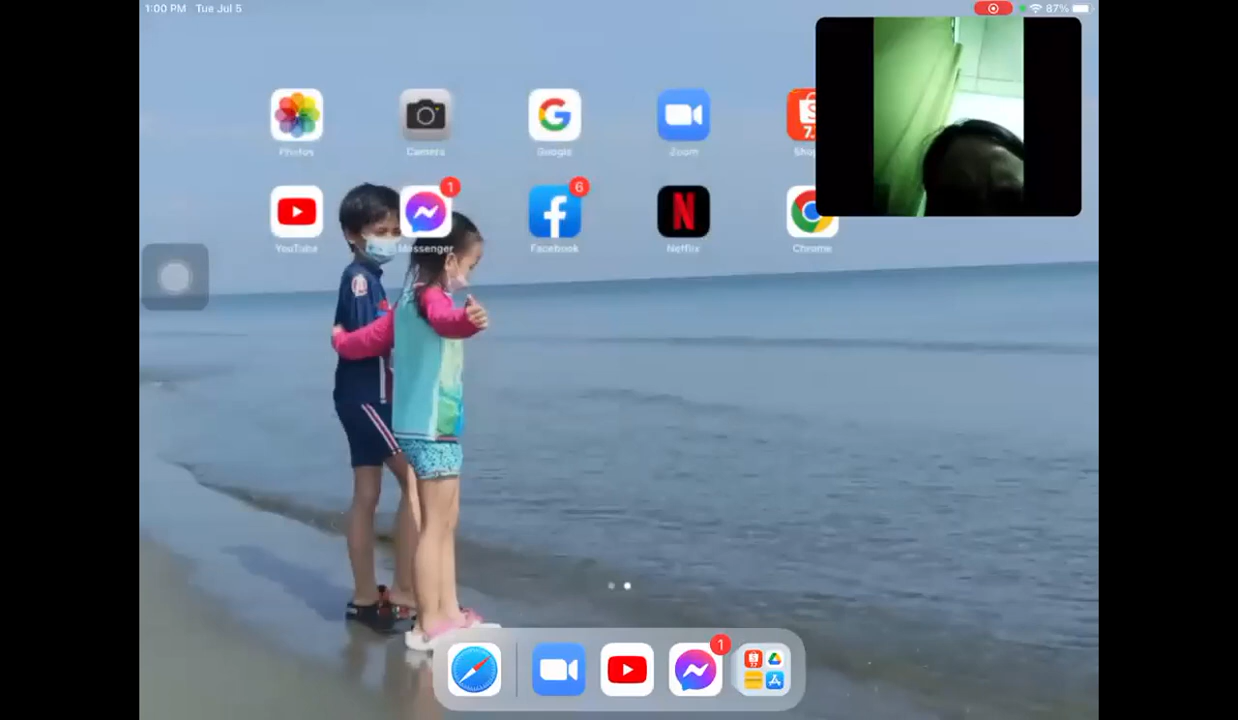 1:00 PM Tue Jul 5
87%
Photos
Camera
Google
Zoom
YouTube
1
Messenger
6
Facebook
Netflix
Chrome
1